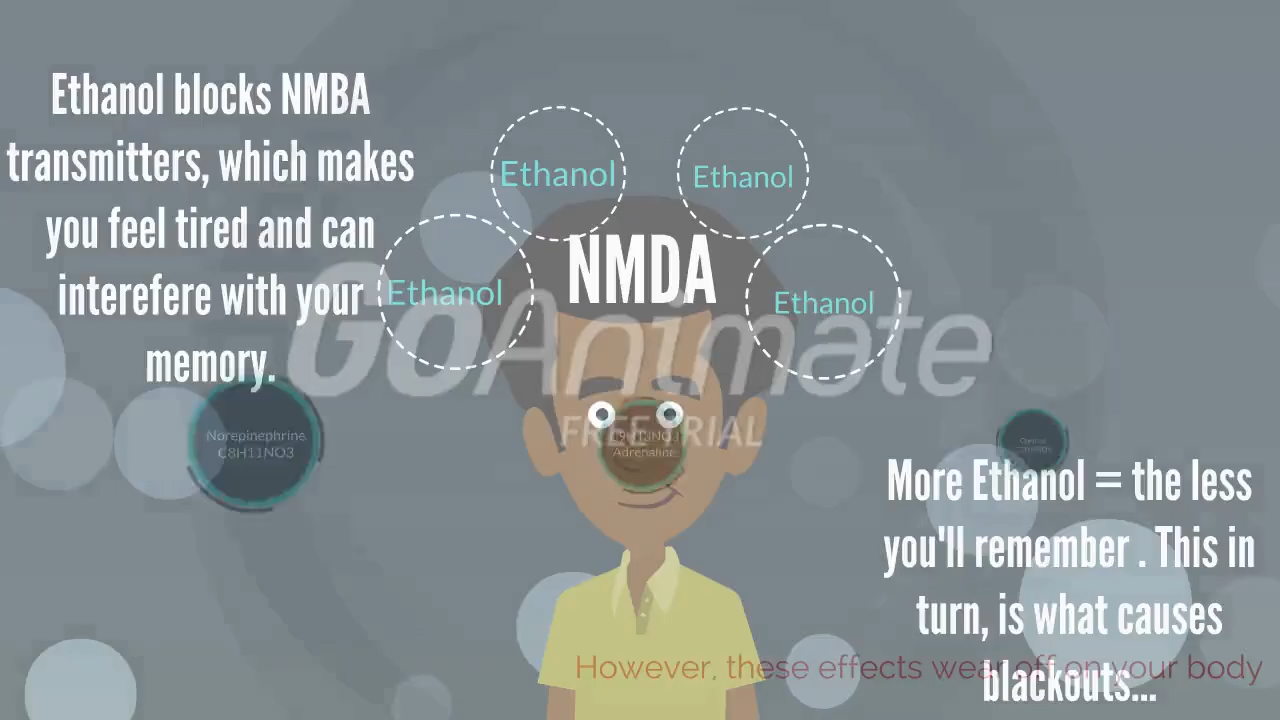 Ethanol blocks NMBA
transmitters, which makes
you feel tired and can
interefere with your
memory.
Ethanol
Ethanol
Ethanol
NMDA
Ethanol
GoAnimate
FREE TRIAL
Norepinephrine
C8H11NO3
C9H13NO3
Adrenaline
More Ethanol = the less
you'll remember . This in
turn, is what causes
blackouts...
However, these effects wear off on your body